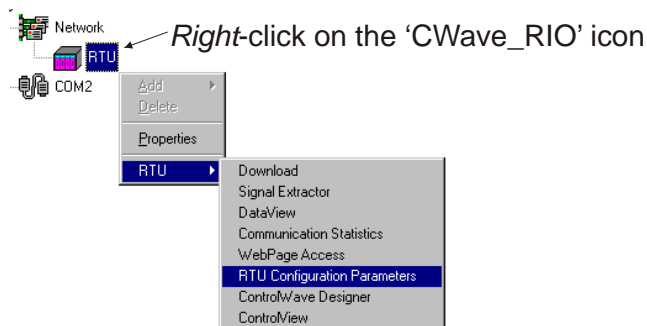 Network
Right-click on the ‘CWave_RIO’ icon
RTU
COM2
Add
Delete
Properties
RTU
Download
Signal Extractor
DataView
Communication Statistics
WebPage Access
RTU Configuration Parameters
ControlWave Designer
ControlView